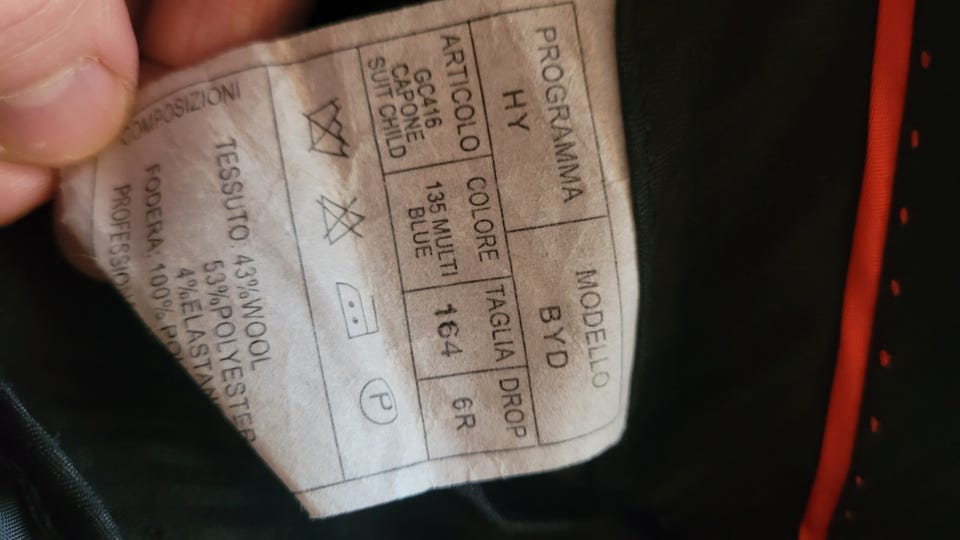 PROGRAMMA MODELLO
HY BYD
ARTICOLO COLORE TAGLIA DROP
GC416 135 MULTI 164 6R
CAPONE BLUE
SUIT CHILD
P
COMPOSIZIONI
TESSUTO: 43%WOOL
53%POLYESTER
4%ELASTAN
FODERA: 100%